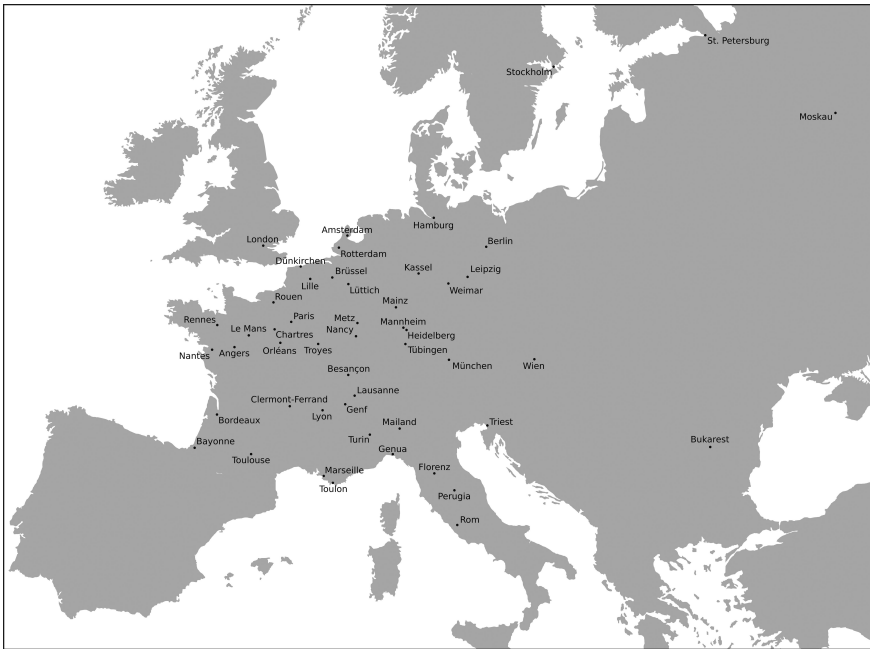 St. Petersburg
Stockholm
Moskau
Hamburg
Amsterdam
London
Berlin
Rotterdam
Dünkirchen
Brüssel
Kassel
Leipzig
Lille
Lüttich
Weimar
Rouen
Mainz
Rennes
Paris
Metz
Mannheim
Le Mans
Chartres
Nancy
Heidelberg
Nantes
Angers
Orléans
Troyes
Tübingen
München
Wien
Besançon
Lausanne
Clermont-Ferrand
Genf
Lyon
Bordeaux
Mailand
Triest
Bayonne
Turin
Bukarest
Toulouse
Genua
Marseille
Florenz
Toulon
Perugia
Rom